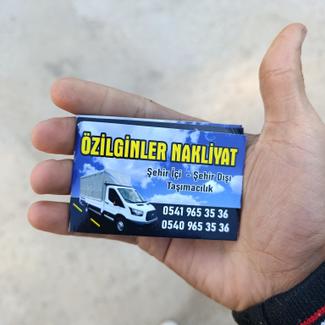 ÖZİLGİNLER NAKLİYAT
Şehir İçi - Şehir Dışı
Taşımacılık
0541 965 35 36
0540 965 35 36